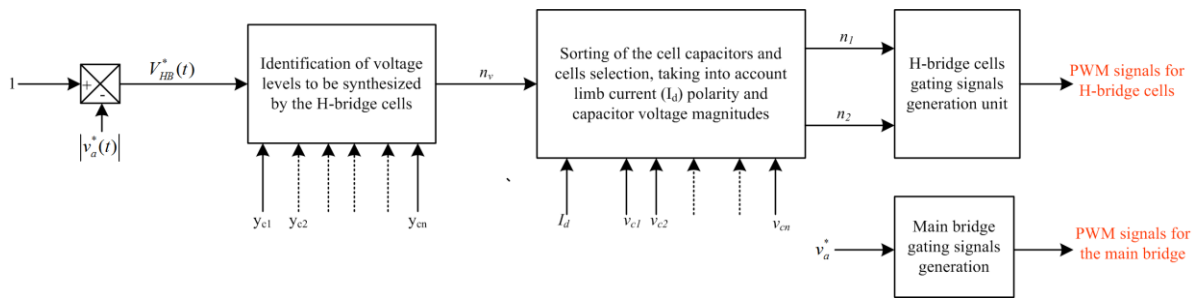 1
+
-
V*HB(t)
|v*a(t)|
Identification of voltage
levels to be synthesized
by the H-bridge cells
yc1
yc2
ycn
nv
Sorting of the cell capacitors and
cells selection, taking into account
limb current (Id) polarity and
capacitor voltage magnitudes
Id
vc1
vc2
vcn
n1
n2
H-bridge cells
gating signals
generation unit
PWM signals for
H-bridge cells
v*a
Main bridge
gating signals
generation
PWM signals for
the main bridge